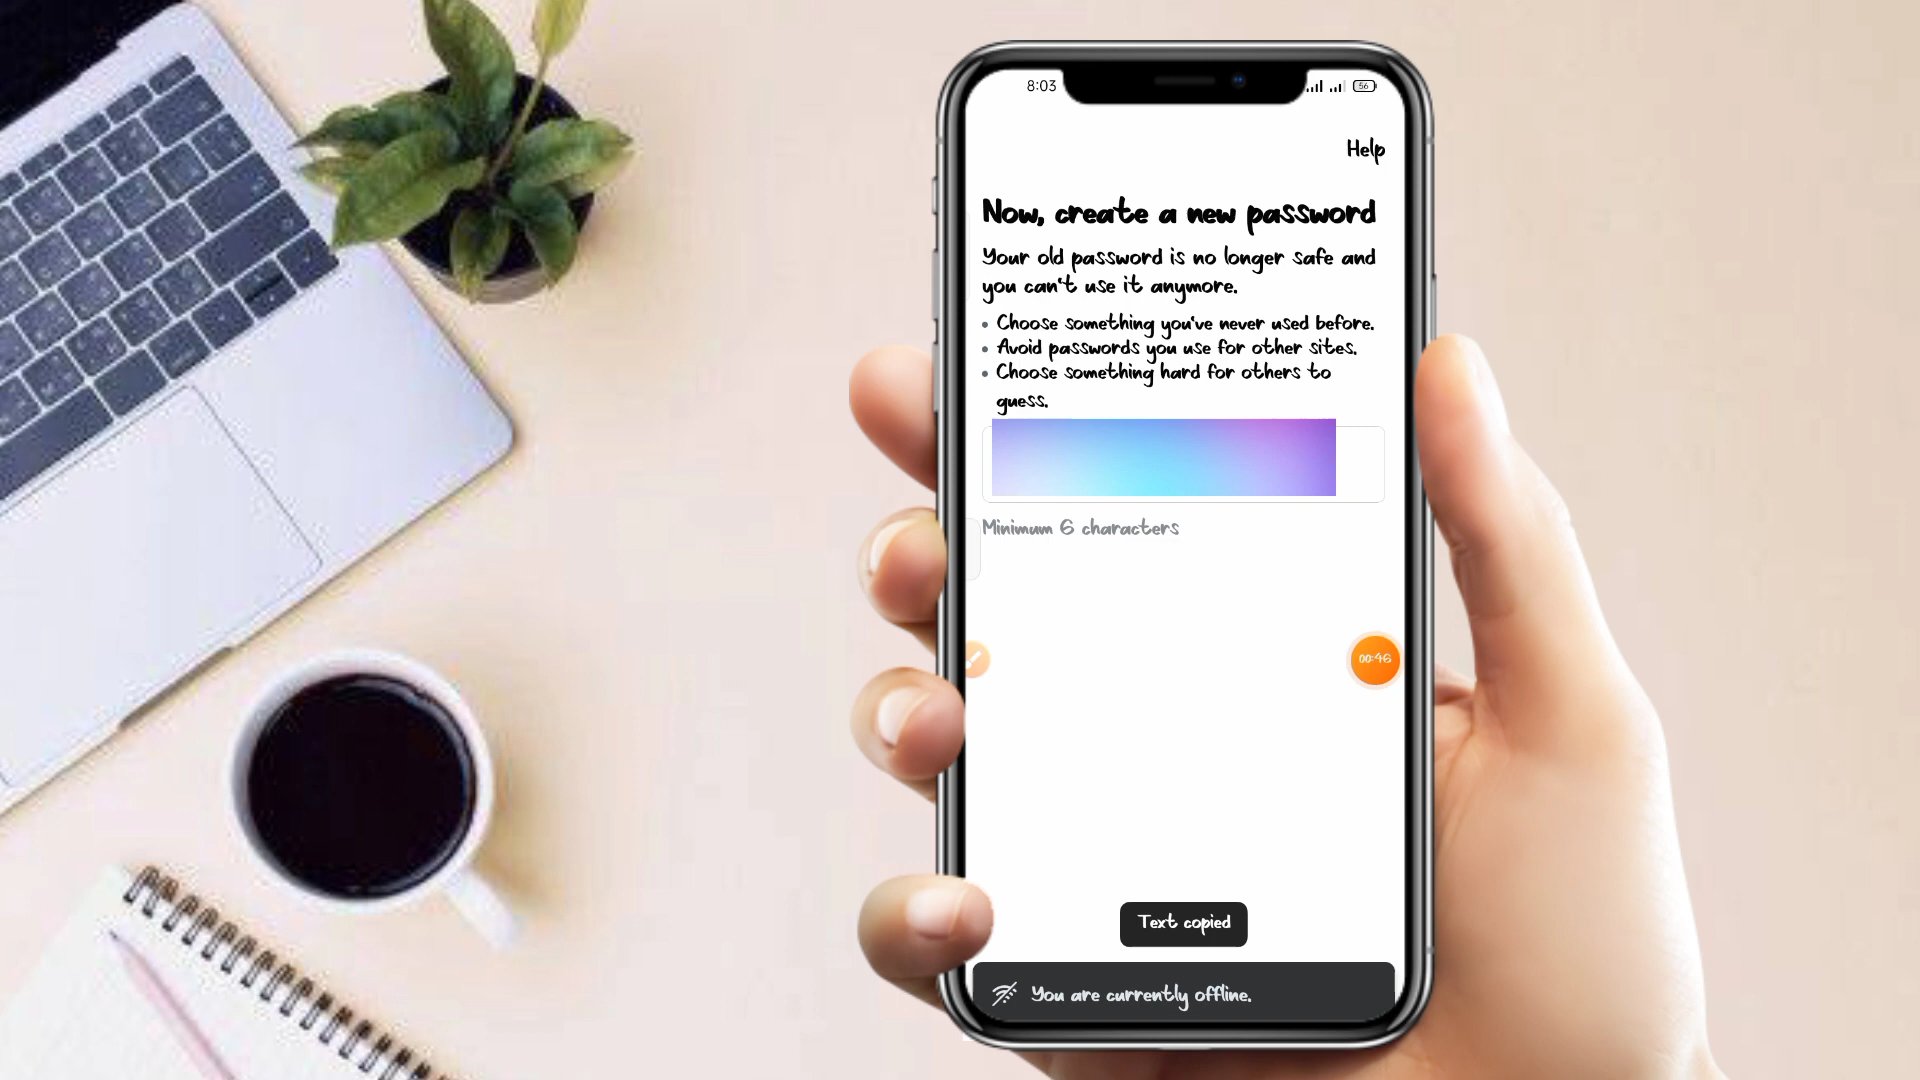 8:03
56
Help
Now, create a new password
Your old password is no longer safe and
you can't use it anymore.
• Choose something you've never used before.
• Avoid passwords you use for other sites.
• Choose something hard for others to
guess.
Minimum 6 characters
00:46
Text copied
You are currently offline.